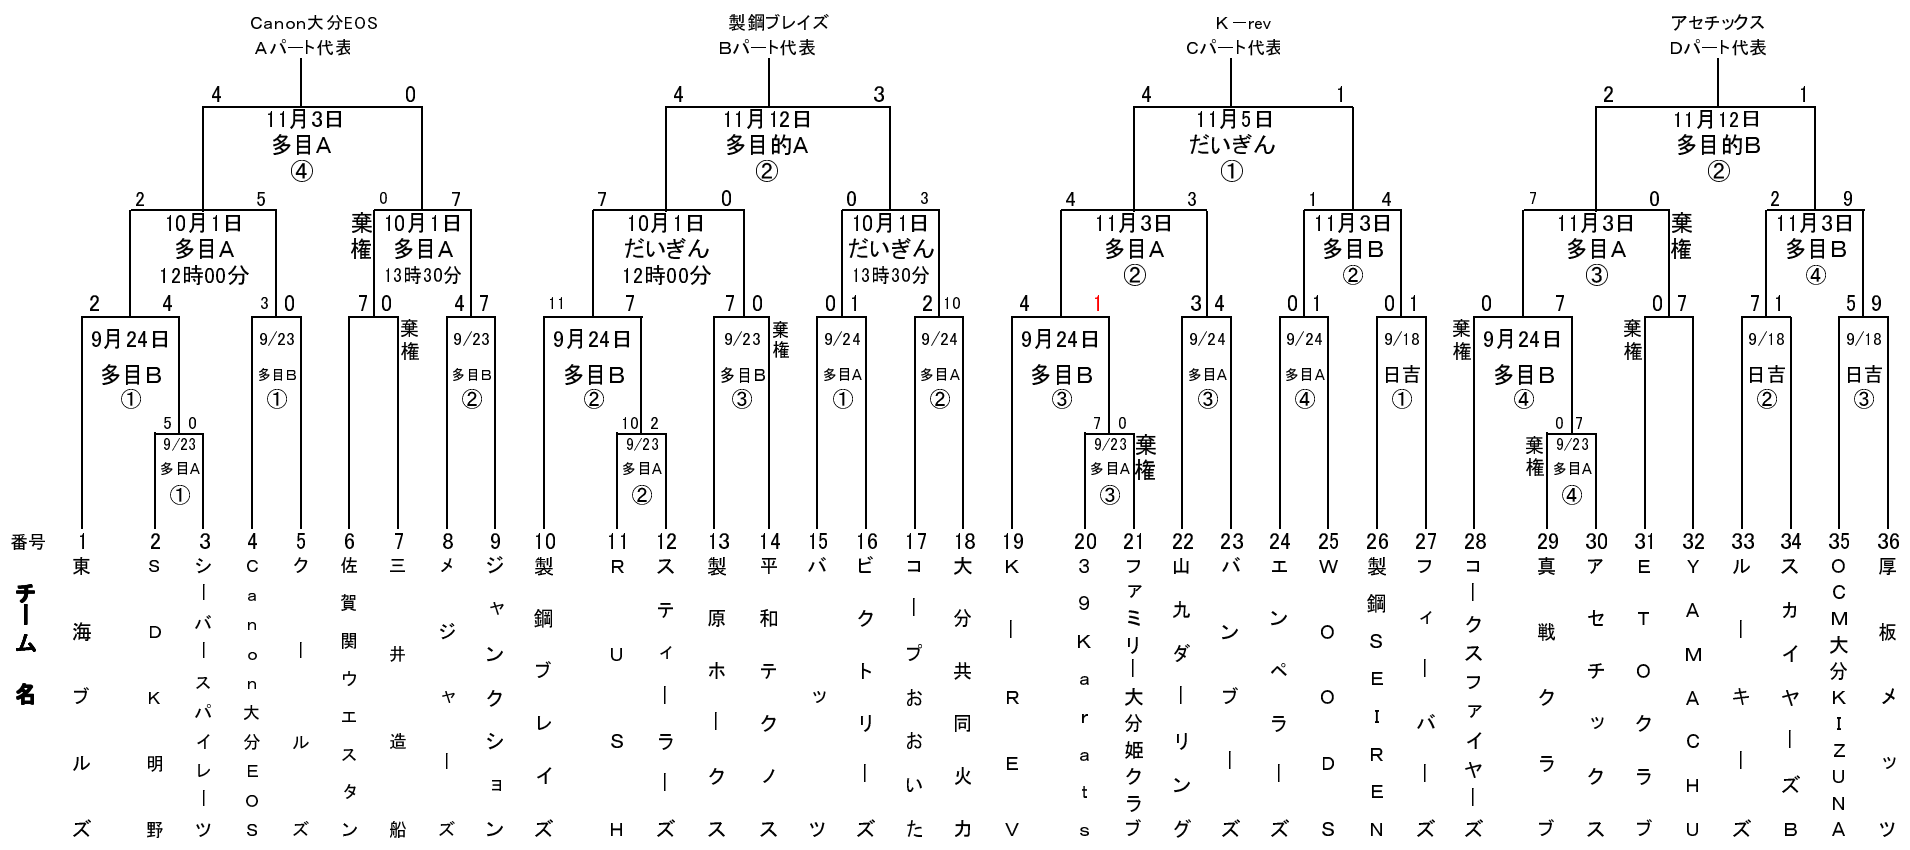 Canon大分EOS 製鋼ブレイズ K－rev アセチックス
Aパート代表 Bパート代表 Cパート代表 Dパート代表
4 0 4 3 4 1 2 1
11月3日 11月12日 11月5日 11月12日
多目A 多目的A だいぎん 多目的B
④ ② ① ②
2 5 0 7 7 0 0 3 4 3 1 4 7 0 2 9
10月1日 棄権 10月1日 10月1日 10月1日 11月3日 11月3日 11月3日 棄権 11月3日
多目A 多目A だいぎん だいぎん 多目A 多目B 多目A 多目B
12時00分 13時30分 12時00分 13時30分 ② ② ③ ④
2 4 3 0 7 0 4 7 11 7 7 0 0 1 2 10 4 1 3 4 0 1 0 1 0 7 0 7 7 1 5 9
9月24日 9/23 棄権 9/23 9月24日 9/23 棄権 9/24 9/24 9月24日 9/24 9/24 9/18 棄権 9月24日 棄権 9/18 9/18
多目B 多目B 多目B 多目B 多目B 多目A 多目A 多目B 多目A 多目A 日吉 多目B 日吉 日吉
① ① ② ② ③ ① ② ③ ③ ④ ① ④ ② ③
5 0 10 2 7 0 0 7
9/23 9/23 9/23 棄権 棄権 9/23
多目A 多目A 多目A 多目A
① ② ③ ④
番号 1 2 3 4 5 6 7 8 9 10 11 12 13 14 15 16 17 18 19 20 21 22 23 24 25 26 27 28 29 30 31 32 33 34 35 36
チーム名
東海ブルズ
SDK明野
シーバースパイレーツ
Canon大分EOS
クールズ
佐賀関ウエスタン
三井造船
メジャーズ
ジャンクション
製鋼ブレイズ
RUSH
スティーラーズ
製原ホークス
平和テクノス
バッツ
ビクトリーズ
コープおおいた
大分共同火力
K－REV
39Karats
ファミリー大分姫クラブ
山九ダーリング
バンブーズ
エンペラーズ
WOODS
製鋼SEIREN
フィーバーズ
コークスファイヤーズ
真戦クラブ
アセチックス
ETOクラブ
YAMACHU
ルーキーズ
スカイヤーズB
OCM大分KIZUNA
厚板メッツ